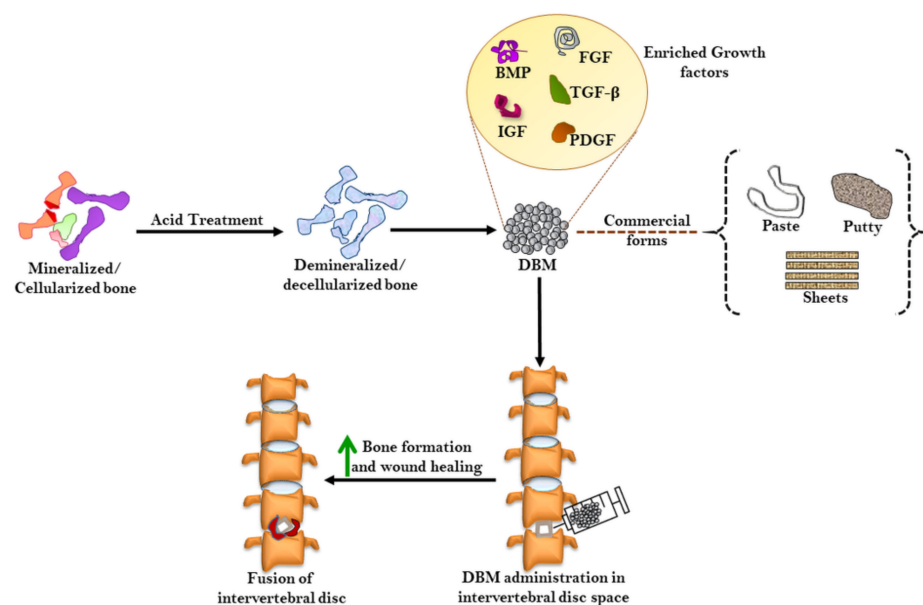 BMP
FGF
IGF
TGF-β
PDGF
Enriched Growth
factors
Mineralized/
Cellularized bone
Acid Treatment
Demineralized/
decellularized bone
DBM
Commercial
forms
Paste
Putty
Sheets
Bone formation
and wound healing
Fusion of
intervertebral disc
DBM administration in
intervertebral disc space